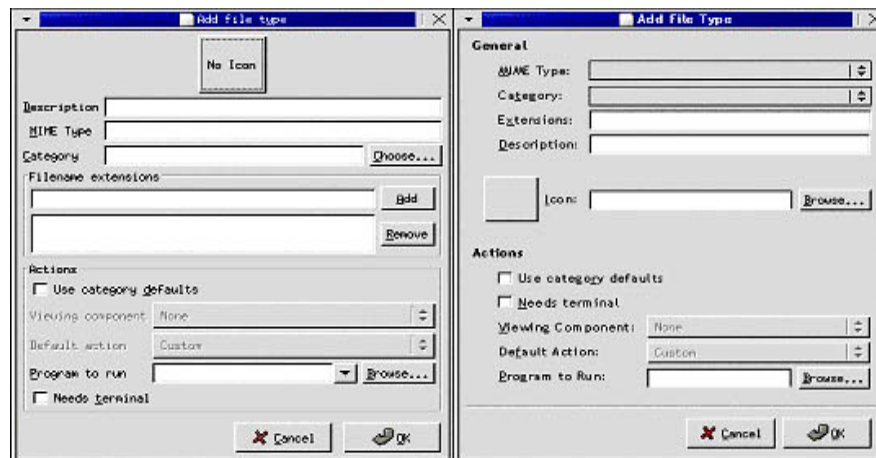 Add file type
No Icon
Description
MIME Type
Category
Choose...
Filename extensions
Add
Remove
Actions
Use category defaults
Viewing component None
Default action Custom
Program to run
Browse...
Needs terminal
Cancel
OK
Add File Type
General
MIME Type:
Category:
Extensions:
Description:
Icon:
Browse...
Actions
Use category defaults
Needs terminal
Viewing Component: None
Default Action: Custom
Program to Run:
Browse...
Cancel
OK